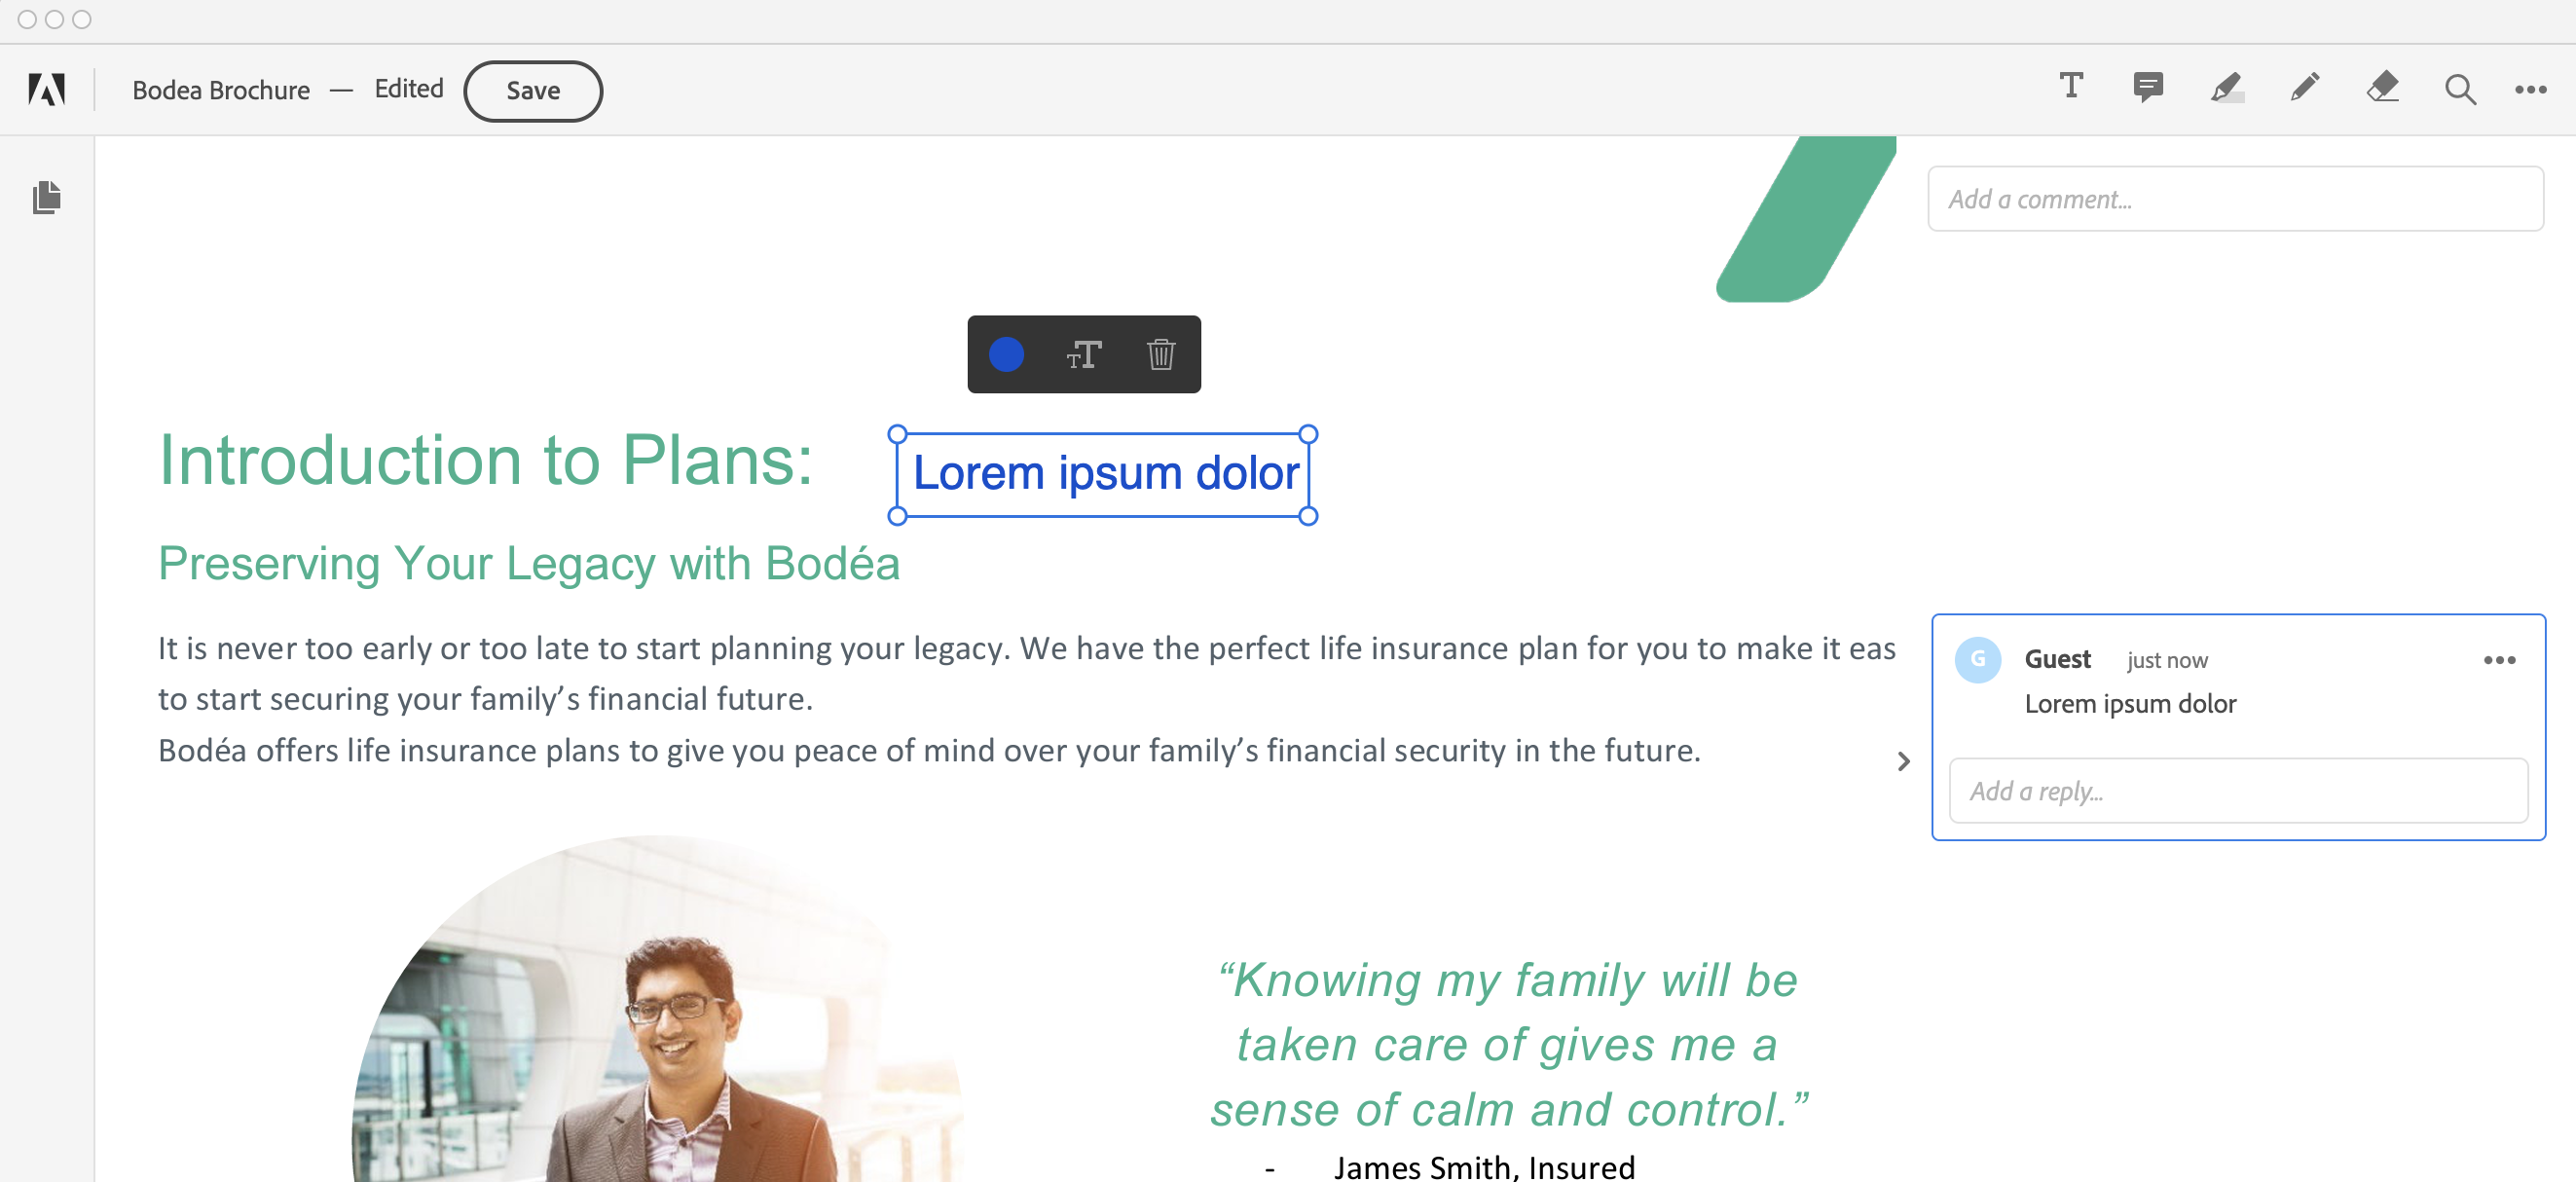 Bodea Brochure — Edited Save
Add a comment...
Introduction to Plans: Lorem ipsum dolor
Preserving Your Legacy with Bodéa
It is never too early or too late to start planning your legacy. We have the perfect life insurance plan for you to make it eas
to start securing your family’s financial future.
Bodéa offers life insurance plans to give you peace of mind over your family’s financial security in the future.
G Guest just now
Lorem ipsum dolor
Add a reply...
“Knowing my family will be
taken care of gives me a
sense of calm and control.”
- James Smith, Insured